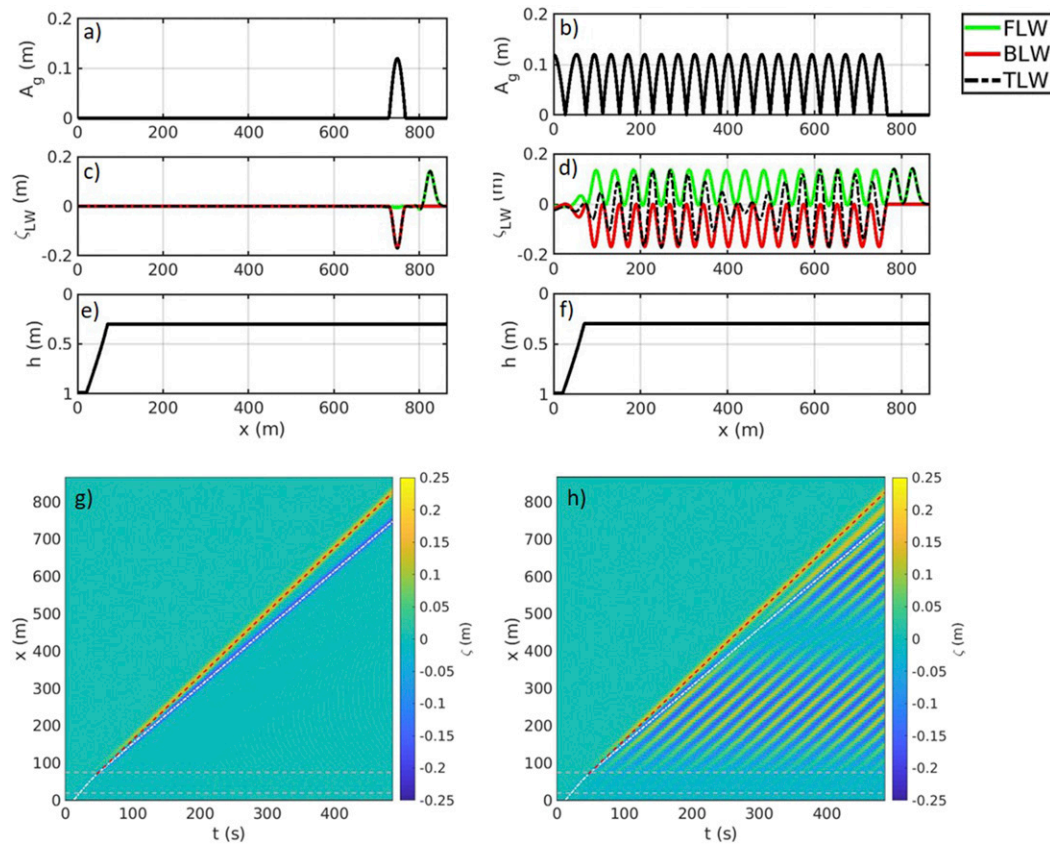 a)
A_g (m)
0.2
0.1
0
0 200 400 600 800
b)
A_g (m)
0.2
0.1
0
0 200 400 600 800
FLW
BLW
TLW
c)
ζ_LW (m)
0.2
0
-0.2
0 200 400 600 800
d)
ζ_LW (m)
0.2
0
-0.2
0 200 400 600 800
e)
h (m)
0
0.5
1
0 200 400 600 800
x (m)
f)
h (m)
0
0.5
1
0 200 400 600 800
x (m)
g)
x (m)
800
700
600
500
400
300
200
100
0
0 100 200 300 400
t (s)
0.25
0.2
0.15
0.1
0.05
0
-0.05
-0.1
-0.15
-0.2
-0.25
ζ (m)
h)
x (m)
800
700
600
500
400
300
200
100
0
0 100 200 300 400
t (s)
0.25
0.2
0.15
0.1
0.05
0
-0.05
-0.1
-0.15
-0.2
-0.25
ζ (m)